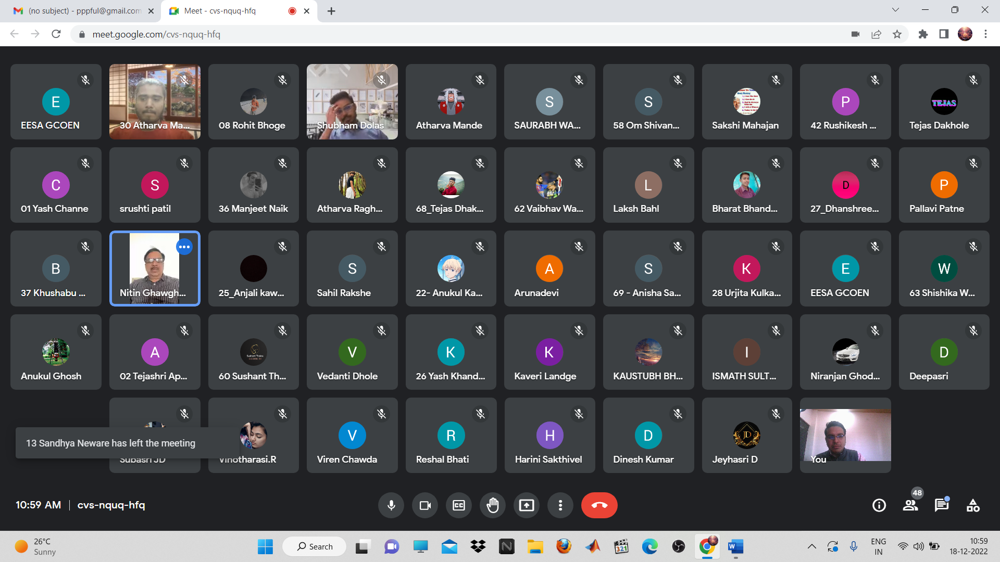 (no subject) - pppful@gmail.com
Meet - cvs-nquq-hfq
meet.google.com/cvs-nquq-hfq
E
EESA GCOEN
30 Atharva Ma...
08 Rohit Bhoge
Shubham Dolas
Atharva Mande
S
SAURABH WA...
S
58 Om Shivan...
Sakshi Mahajan
P
42 Rushikesh ...
TEJAS
Tejas Dakhole
C
01 Yash Channe
S
srushti patil
36 Manjeet Naik
Atharva Ragh...
68_Tejas Dhak...
62 Vaibhav Wa...
L
Laksh Bahl
Bharat Bhand...
D
27_Dhanshree...
P
Pallavi Patne
B
37 Khushabu ...
Nitin Ghawgh...
25_Anjali kaw...
S
Sahil Rakshe
22- Anukul Ka...
A
Arunadevi
S
69 - Anisha Sa...
K
28 Urjita Kulka...
E
EESA GCOEN
W
63 Shishika W...
Anukul Ghosh
A
02 Tejashri Ap...
60 Sushant Th...
V
Vedanti Dhole
K
26 Yash Khand...
K
Kaveri Landge
KAUSTUBH BH...
I
ISMATH SULT...
Niranjan Ghod...
D
Deepasri
13 Sandhya Neware has left the meeting
Subasri JD
Vinotharasi.R
V
Viren Chawda
R
Reshal Bhati
H
Harini Sakthivel
D
Dinesh Kumar
JD
Jeyhasri D
You
10:59 AM | cvs-nquq-hfq
CC
48
26°C
Sunny
Search
321
ENG
IN
10:59
18-12-2022